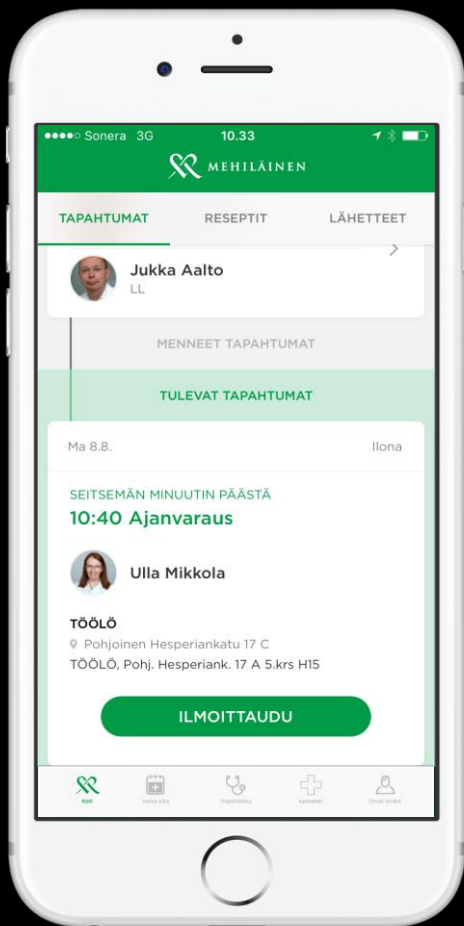 Sonera 3G 10.33
MEHILÄINEN
TAPAHTUMAT RESEPTIT LÄHETTEET
Jukka Aalto
LL
MENNEET TAPAHTUMAT
TULEVAT TAPAHTUMAT
Ma 8.8. Ilona
SEITSEMÄN MINUUTIN PÄÄSTÄ
10:40 Ajanvaraus
Ulla Mikkola
TÖÖLÖ
Pohjoinen Hesperiankatu 17 C
TÖÖLÖ, Pohj. Hesperiank. 17 A 5.krs H15
ILMOITTAUDU